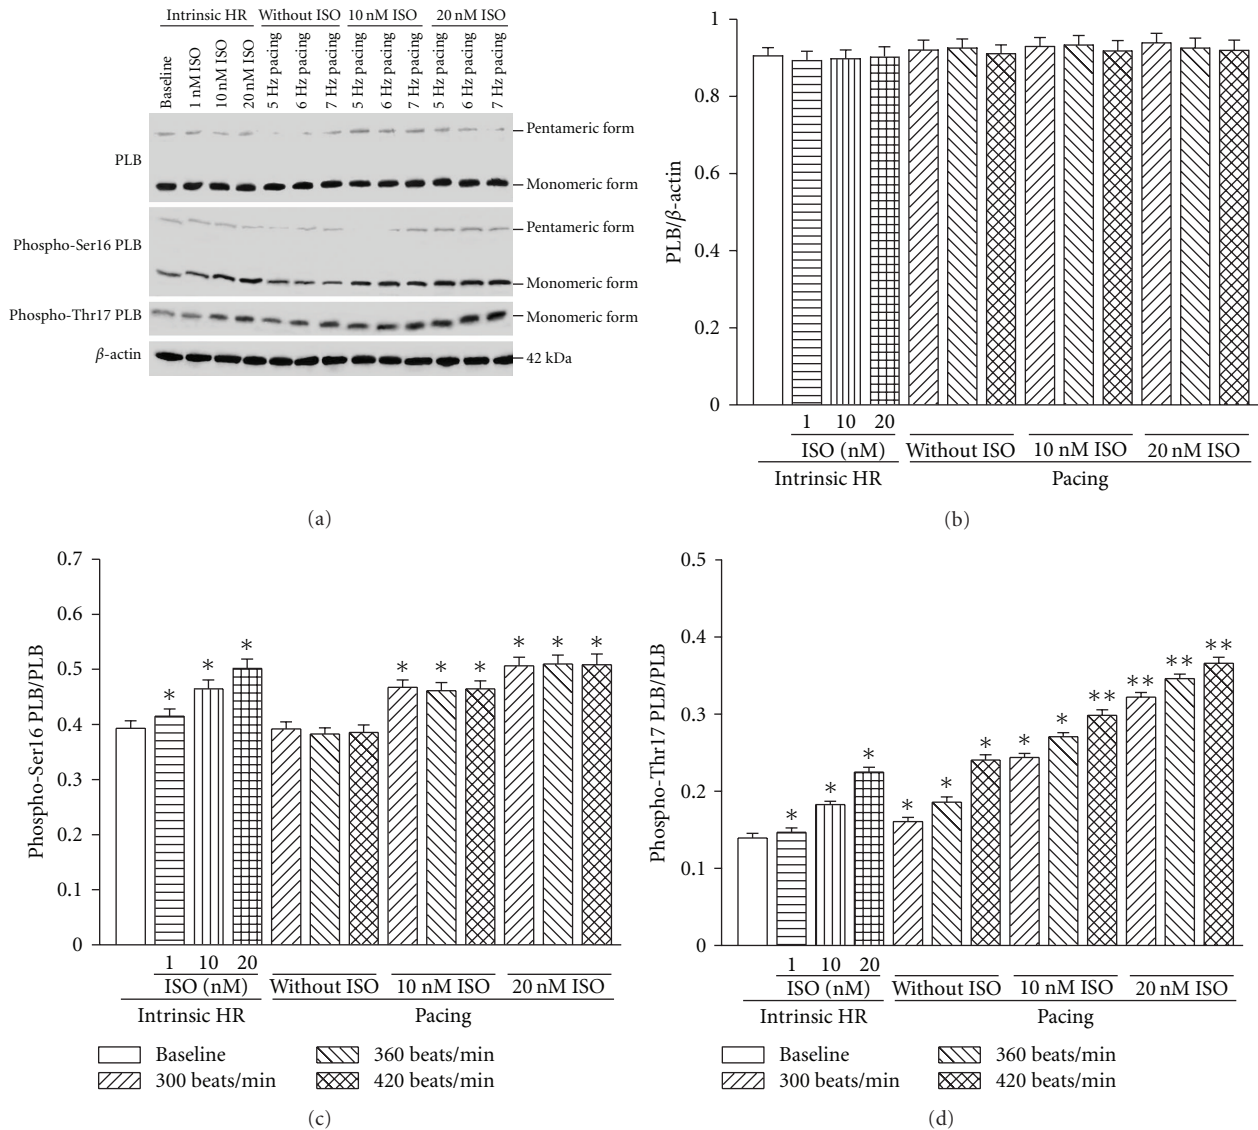 Intrinsic HR Without ISO 10 nM ISO 20 nM ISO
Baseline
1 nM ISO
10 nM ISO
20 nM ISO
5 Hz pacing
6 Hz pacing
7 Hz pacing
5 Hz pacing
6 Hz pacing
7 Hz pacing
5 Hz pacing
6 Hz pacing
7 Hz pacing
Pentameric form
PLB
Monomeric form
Pentameric form
Phospho-Ser16 PLB
Monomeric form
Phospho-Thr17 PLB
Monomeric form
β-actin
42 kDa
(a)
1
0.8
0.6
0.4
0.2
0
PLB/β-actin
1 10 20
ISO (nM) Without ISO 10 nM ISO 20 nM ISO
Intrinsic HR Pacing
(b)
0.7
0.6
0.5
0.4
0.3
0.2
0.1
0
Phospho-Ser16 PLB/PLB
* * * * * * * * *
1 10 20
ISO (nM) Without ISO 10 nM ISO 20 nM ISO
Intrinsic HR Pacing
Baseline 360 beats/min
300 beats/min 420 beats/min
(c)
0.5
0.4
0.3
0.2
0.1
0
Phospho-Thr17 PLB/PLB
* * * * * * * * ** ** ** **
1 10 20
ISO (nM) Without ISO 10 nM ISO 20 nM ISO
Intrinsic HR Pacing
Baseline 360 beats/min
300 beats/min 420 beats/min
(d)